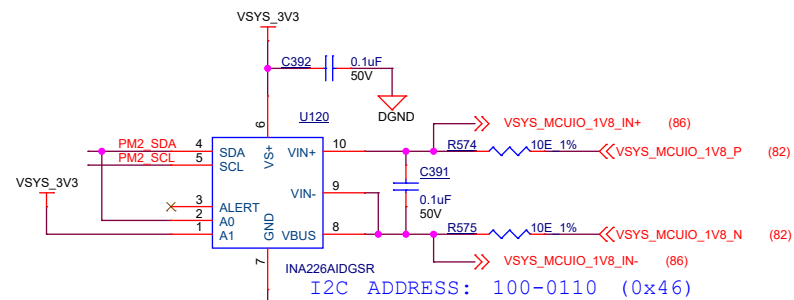 VSYS_3V3
C392 0.1uF
50V
DGND
U120
6
VS+
PM2_SDA 4 SDA
PM2_SCL 5 SCL
VSYS_3V3
3 ALERT
2 A0
1 A1
GND
7
VIN+ 10
VIN- 9
VBUS 8
INA226AIDGSR
VSYS_MCUIO_1V8_IN+ (86)
R574 10E_1% VSYS_MCUIO_1V8_P (82)
C391
0.1uF
50V
R575 10E_1% VSYS_MCUIO_1V8_N (82)
VSYS_MCUIO_1V8_IN- (86)
I2C ADDRESS: 100-0110 (0x46)